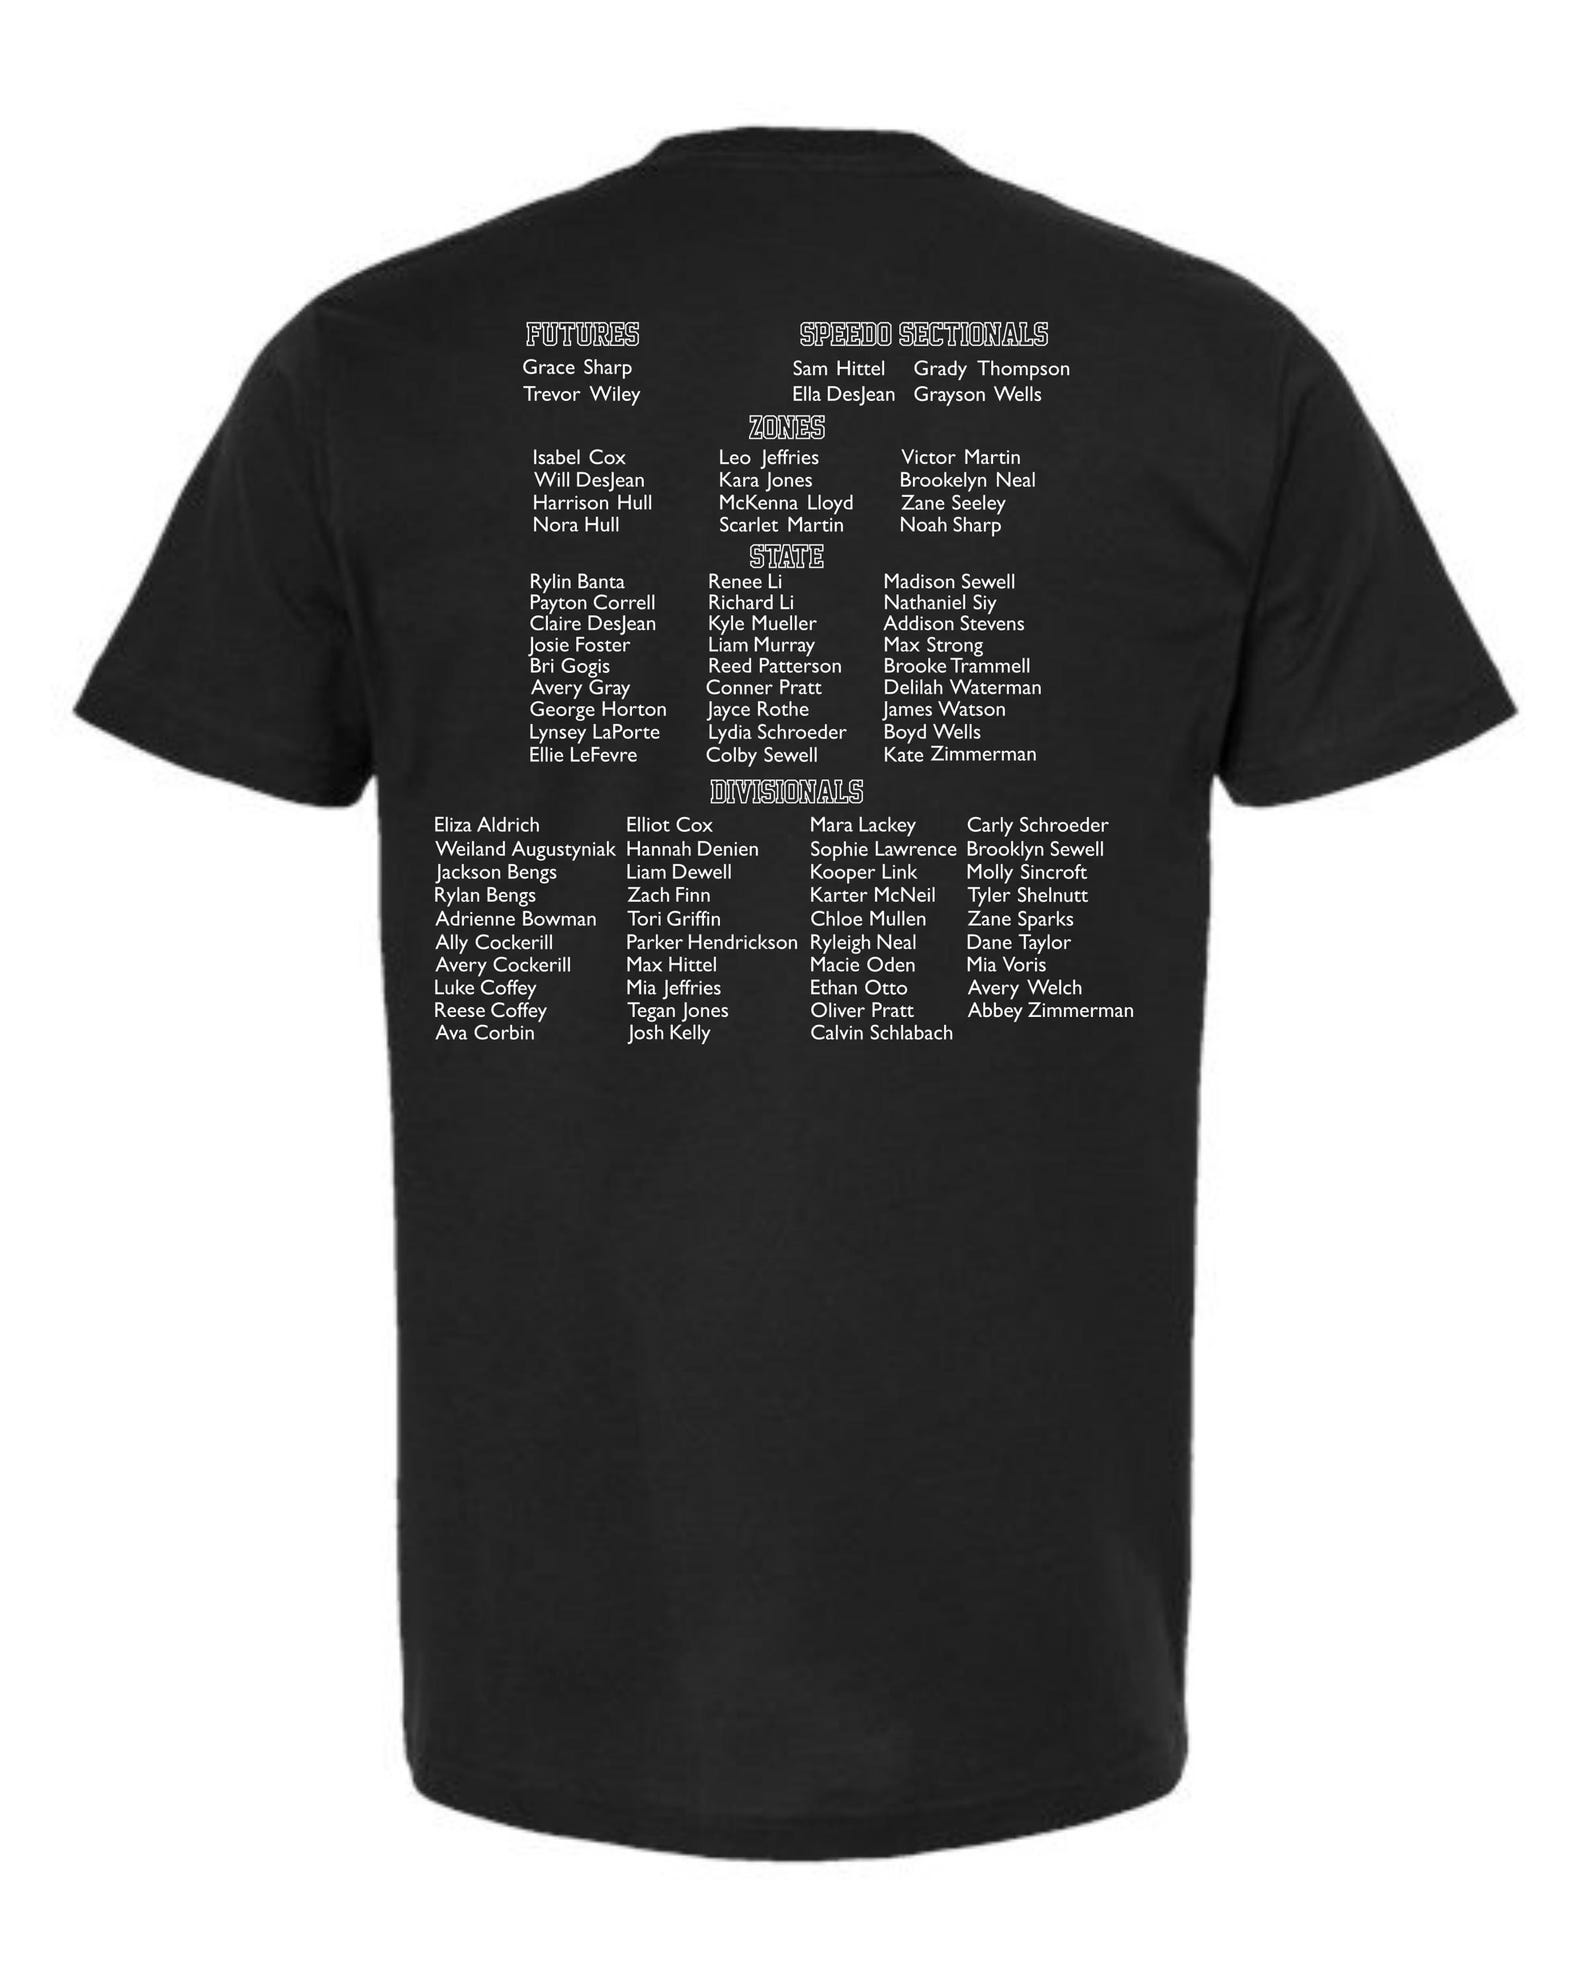 FUTURES SPEEDO SECTIONALS
Grace Sharp Sam Hittel Grady Thompson
Trevor Wiley Ella DesJean Grayson Wells
ZONES
Isabel Cox Leo Jeffries Victor Martin
Will DesJean Kara Jones Brookelyn Neal
Harrison Hull McKenna Lloyd Zane Seeley
Nora Hull Scarlet Martin Noah Sharp
STATE
Rylin Banta Renee Li Madison Sewell
Payton Correll Richard Li Nathaniel Siy
Claire DesJean Kyle Mueller Addison Stevens
Josie Foster Liam Murray Max Strong
Bri Gogis Reed Patterson Brooke Trammell
Avery Gray Conner Pratt Delilah Waterman
George Horton Jayce Rothe James Watson
Lynsey LaPorte Lydia Schroeder Boyd Wells
Ellie LeFevre Colby Sewell Kate Zimmerman
DIVISIONALS
Eliza Aldrich Elliot Cox Mara Lackey Carly Schroeder
Weiland Augustyniak Hannah Denien Sophie Lawrence Brooklyn Sewell
Jackson Bengs Liam Dewell Kooper Link Molly Sincroft
Rylan Bengs Zach Finn Karter McNeil Tyler Shelnutt
Adrienne Bowman Tori Griffin Chloe Mullen Zane Sparks
Ally Cockerill Parker Hendrickson Ryleigh Neal Dane Taylor
Avery Cockerill Max Hittel Macie Oden Mia Voris
Luke Coffey Mia Jeffries Ethan Otto Avery Welch
Reese Coffey Tegan Jones Oliver Pratt Abbey Zimmerman
Ava Corbin Josh Kelly Calvin Schlabach